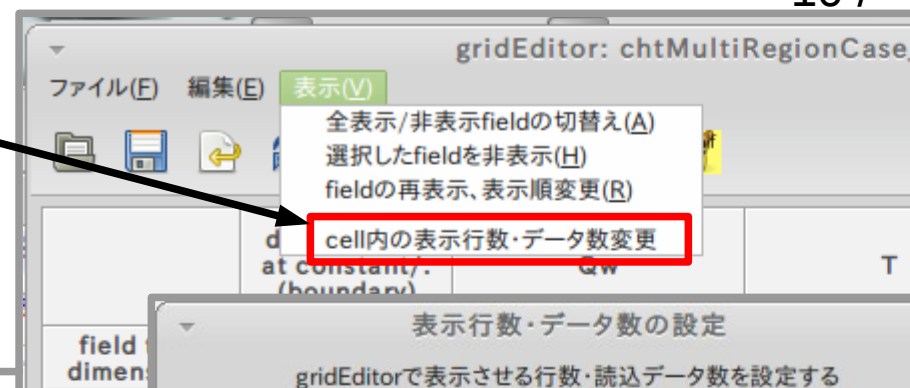 gridEditor: chtMultiRegionCase
ファイル(F) 編集(E) 表示(V)
全表示/非表示fieldの切替え(A)
選択したfieldを非表示(H)
fieldの再表示、表示順変更(R)
cell内の表示行数・データ数変更
at constant/.
(boundary)
Qw
T
field
dimen
表示行数・データ数の設定
gridEditorで表示させる行数・読込データ数を設定する